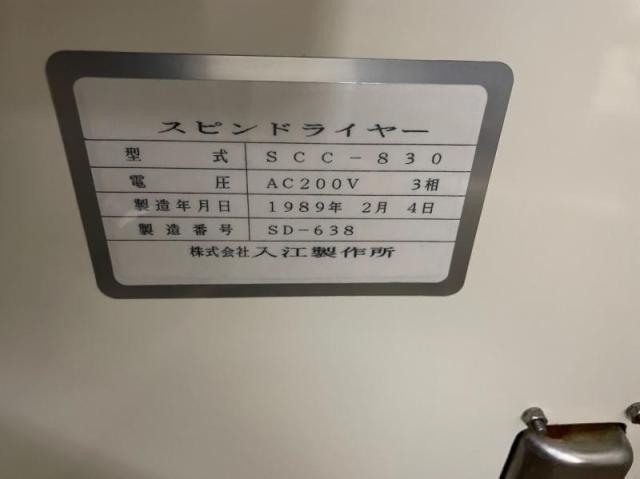 スピンドライヤー
型式 SCC-830
電圧 AC200V 3相
製造年月日 1989年 2月 4日
製造番号 SD-638
株式会社入江製作所